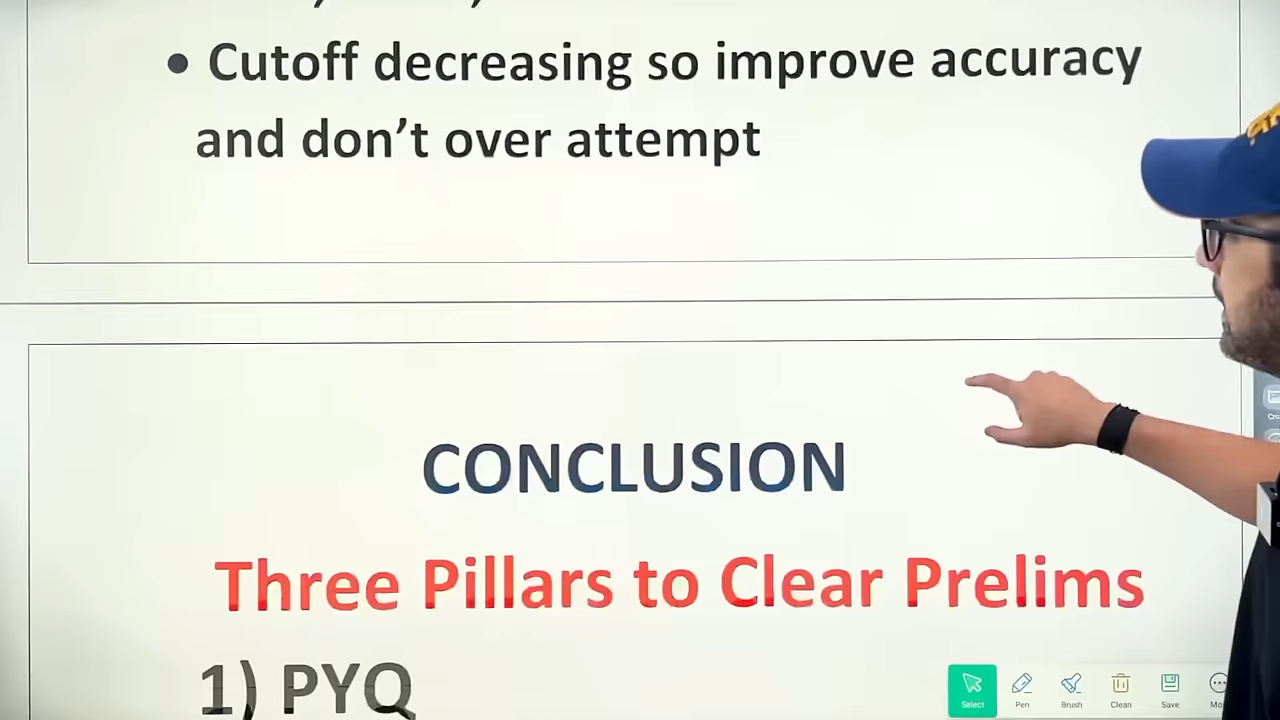 • Cutoff decreasing so improve accuracy
and don’t over attempt
CONCLUSION
Three Pillars to Clear Prelims
1) PYQ
Select
Pen
Brush
Clean
Save